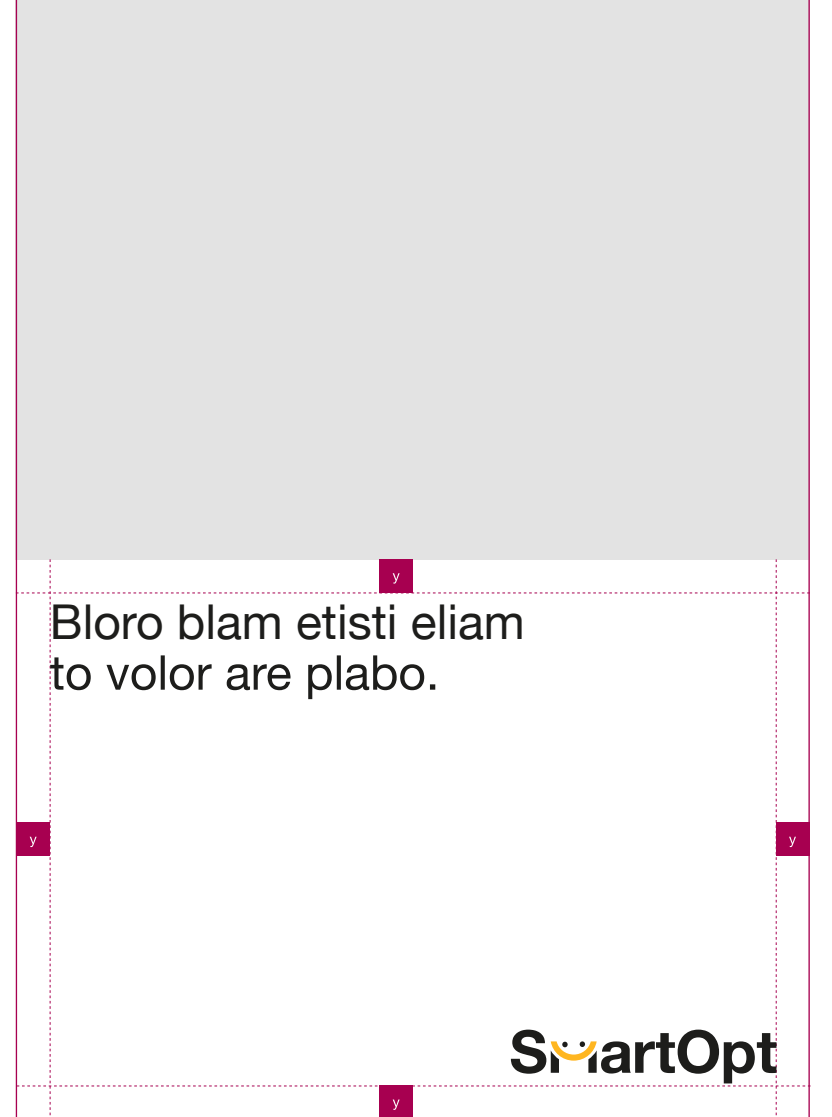 y
Bloro blam etisti eliam
to volor are plabo.
y y
SmartOpt
y